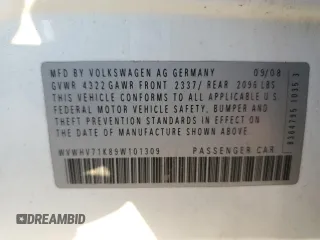 MFD BY VOLKSWAGEN AG GERMANY 09/08
GVWR 4322 GAWR FRONT 2337/ REAR 2096 LBS
THIS VEHICLE CONFORMS TO ALL APPLICABLE U.S.
FEDERAL MOTOR VEHICLE SAFETY, BUMPER AND
THEFT PREVENTION STANDARDS IN EFFECT ON
THE DATE OF MANUFACTURE SHOWN ABOVE.
WVWHV71K89W101309 PASSENGER CAR
DREAMBID